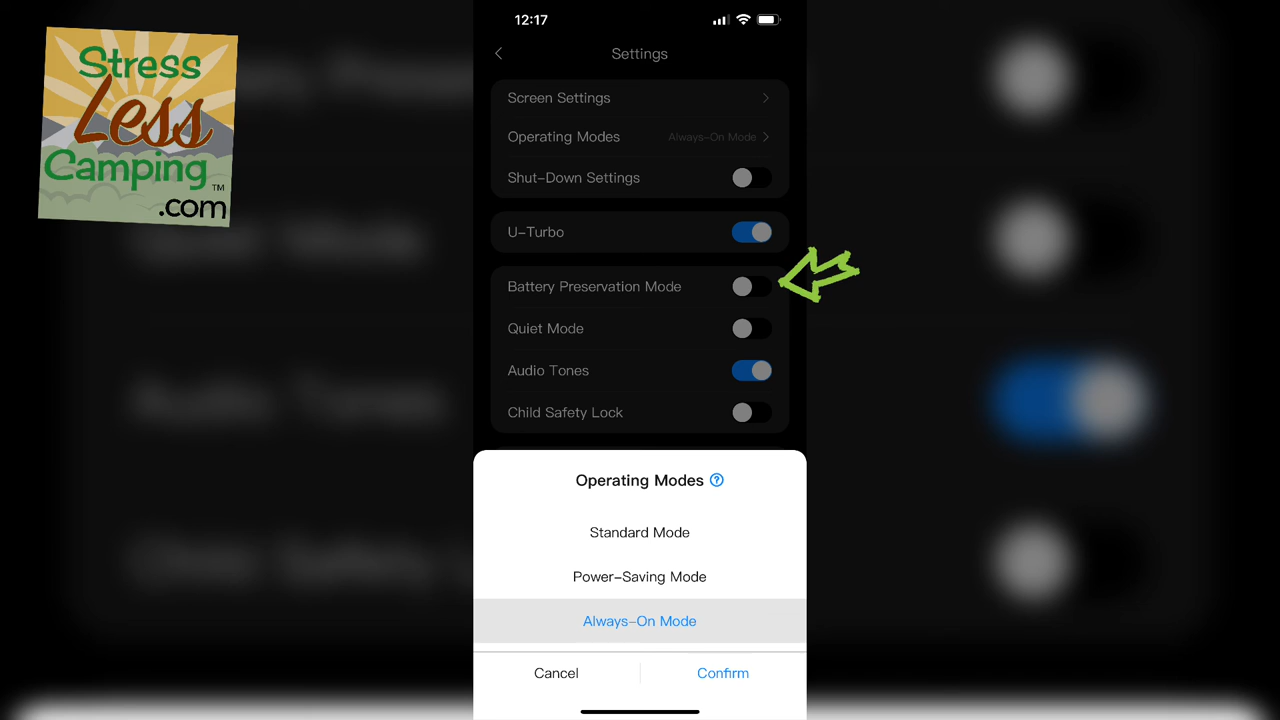 Stress
Less
Camping™
.com
12:17
Settings
Screen Settings
Operating Modes Always-On Mode
Shut-Down Settings
U-Turbo
Battery Preservation Mode
Quiet Mode
Audio Tones
Child Safety Lock
Operating Modes ?
Standard Mode
Power-Saving Mode
Always-On Mode
Cancel Confirm